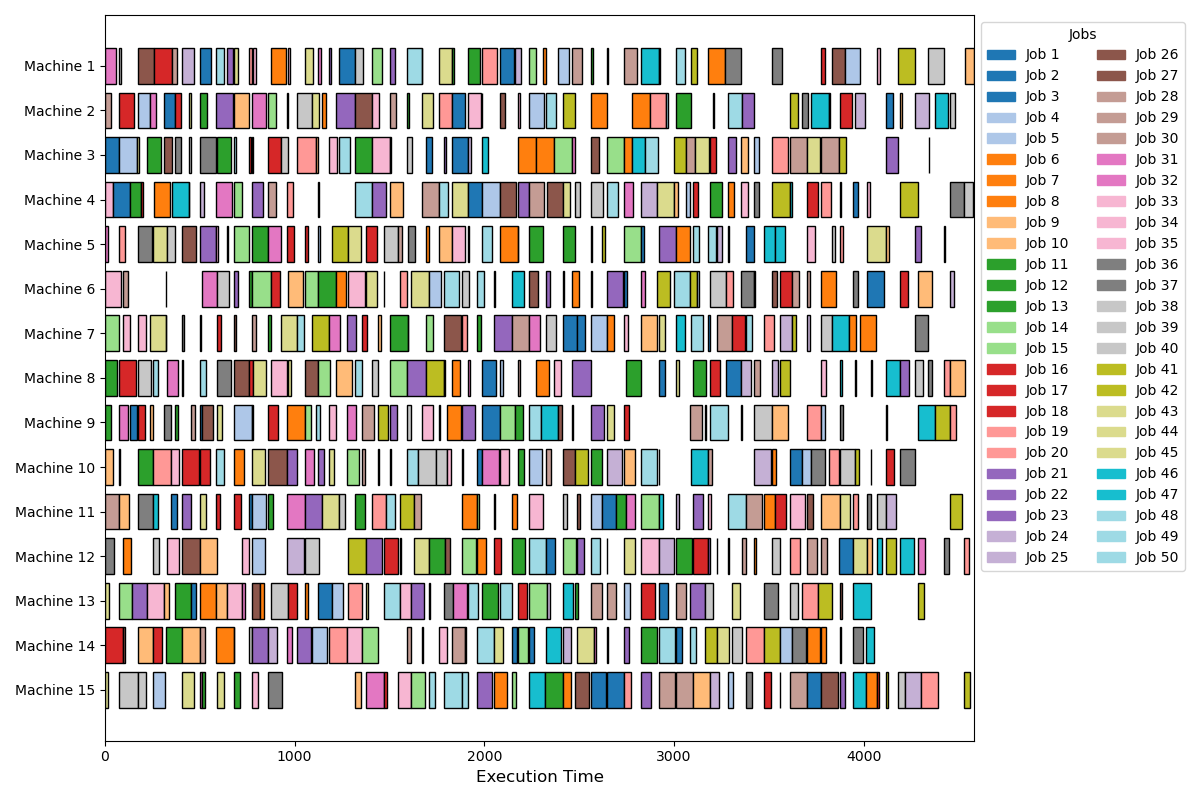 Machine 1
Machine 2
Machine 3
Machine 4
Machine 5
Machine 6
Machine 7
Machine 8
Machine 9
Machine 10
Machine 11
Machine 12
Machine 13
Machine 14
Machine 15
0 1000 2000 3000 4000
Execution Time
Jobs
Job 1 Job 26
Job 2 Job 27
Job 3 Job 28
Job 4 Job 29
Job 5 Job 30
Job 6 Job 31
Job 7 Job 32
Job 8 Job 33
Job 9 Job 34
Job 10 Job 35
Job 11 Job 36
Job 12 Job 37
Job 13 Job 38
Job 14 Job 39
Job 15 Job 40
Job 16 Job 41
Job 17 Job 42
Job 18 Job 43
Job 19 Job 44
Job 20 Job 45
Job 21 Job 46
Job 22 Job 47
Job 23 Job 48
Job 24 Job 49
Job 25 Job 50